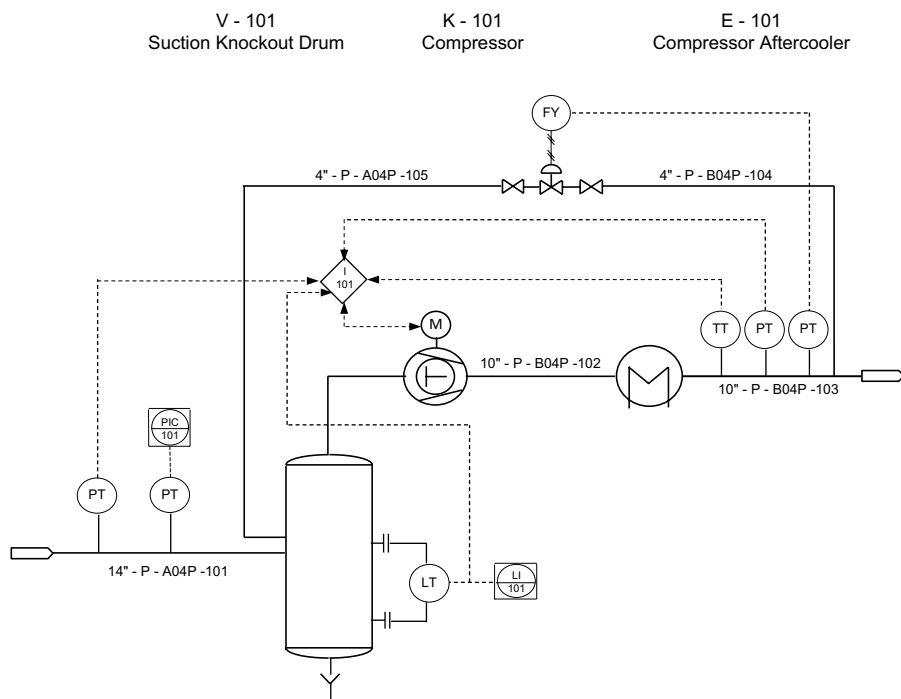 V - 101
Suction Knockout Drum
K - 101
Compressor
E - 101
Compressor Aftercooler
FY
4" - P - A04P -105
4" - P - B04P -104
I
101
M
TT
PT
PT
10" - P - B04P -102
10" - P - B04P -103
PIC
101
PT
PT
14" - P - A04P -101
LT
LI
101